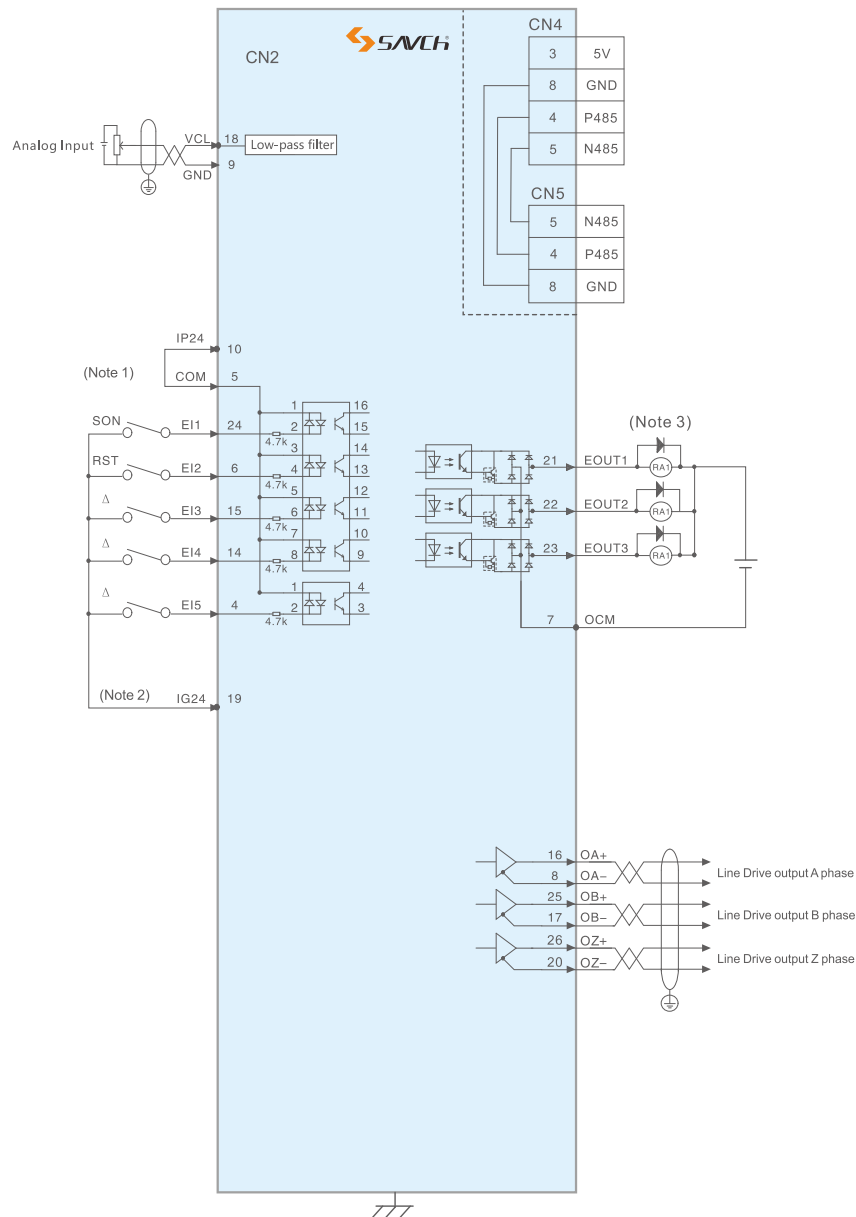 SAVCH
CN2
CN4
3 5V
8 GND
4 P485
5 N485
CN5
5 N485
4 P485
8 GND
Analog Input
VCL
18
Low-pass filter
GND
9
IP24
10
(Note 1)
COM
5
SON
EI1
24
4.7k
1
2
16
15
RST
EI2
6
4.7k
3
4
14
13
Δ
EI3
15
4.7k
5
6
12
11
Δ
EI4
14
4.7k
7
8
10
9
Δ
EI5
4
4.7k
1
2
4
3
(Note 2)
IG24
19
(Note 3)
21
EOUT1
RA1
22
EOUT2
RA1
23
EOUT3
RA1
7
OCM
16
OA+
8
OA−
Line Drive output A phase
25
OB+
17
OB−
Line Drive output B phase
26
OZ+
20
OZ−
Line Drive output Z phase